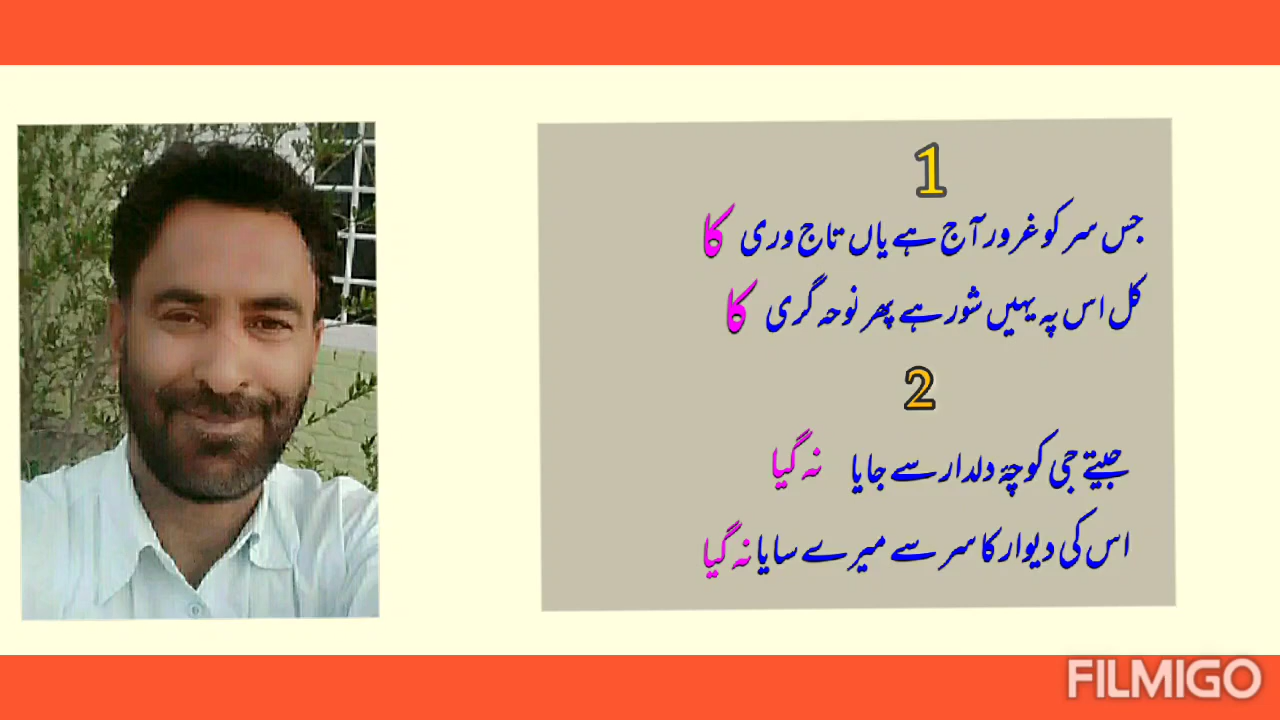 1
جس سر کو غرور آج ہے یاں تاج وری کا
کل اس پہ یہیں شور ہے پھر نوحہ گری کا
2
جیتے جی کوچۂ دلدار سے جایا نہ گیا
اس کی دیوار کا سر سے میرے سایا نہ گیا
FILMIGO